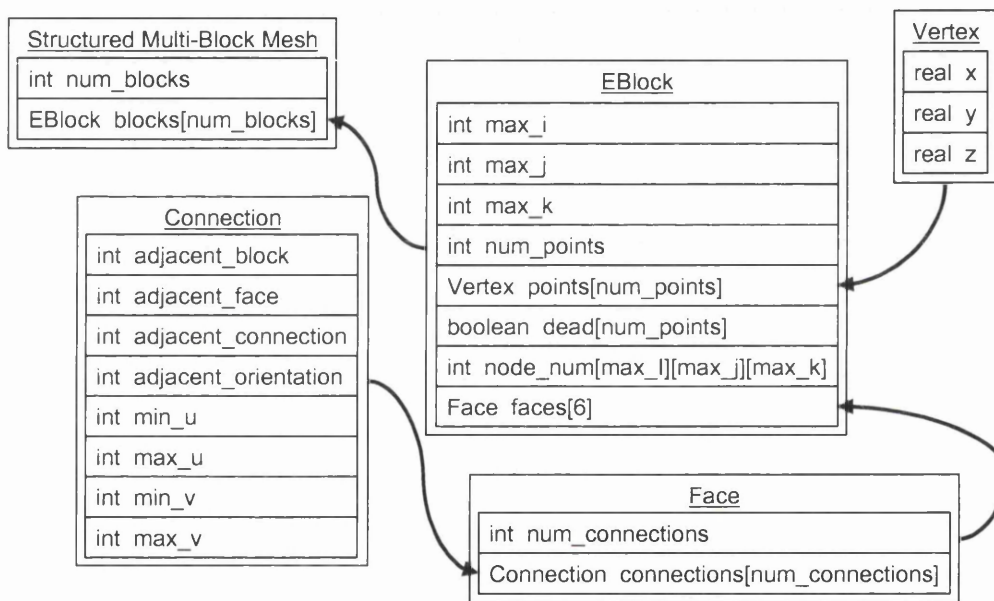 Structured Multi-Block Mesh
int num_blocks
EBlock blocks[num_blocks]
EBlock
int max_i
int max_j
int max_k
int num_points
Vertex points[num_points]
boolean dead[num_points]
int node_num[max_I][max_j][max_k]
Face faces[6]
Vertex
real x
real y
real z
Connection
int adjacent_block
int adjacent_face
int adjacent_connection
int adjacent_orientation
int min_u
int max_u
int min_v
int max_v
Face
int num_connections
Connection connections[num_connections]